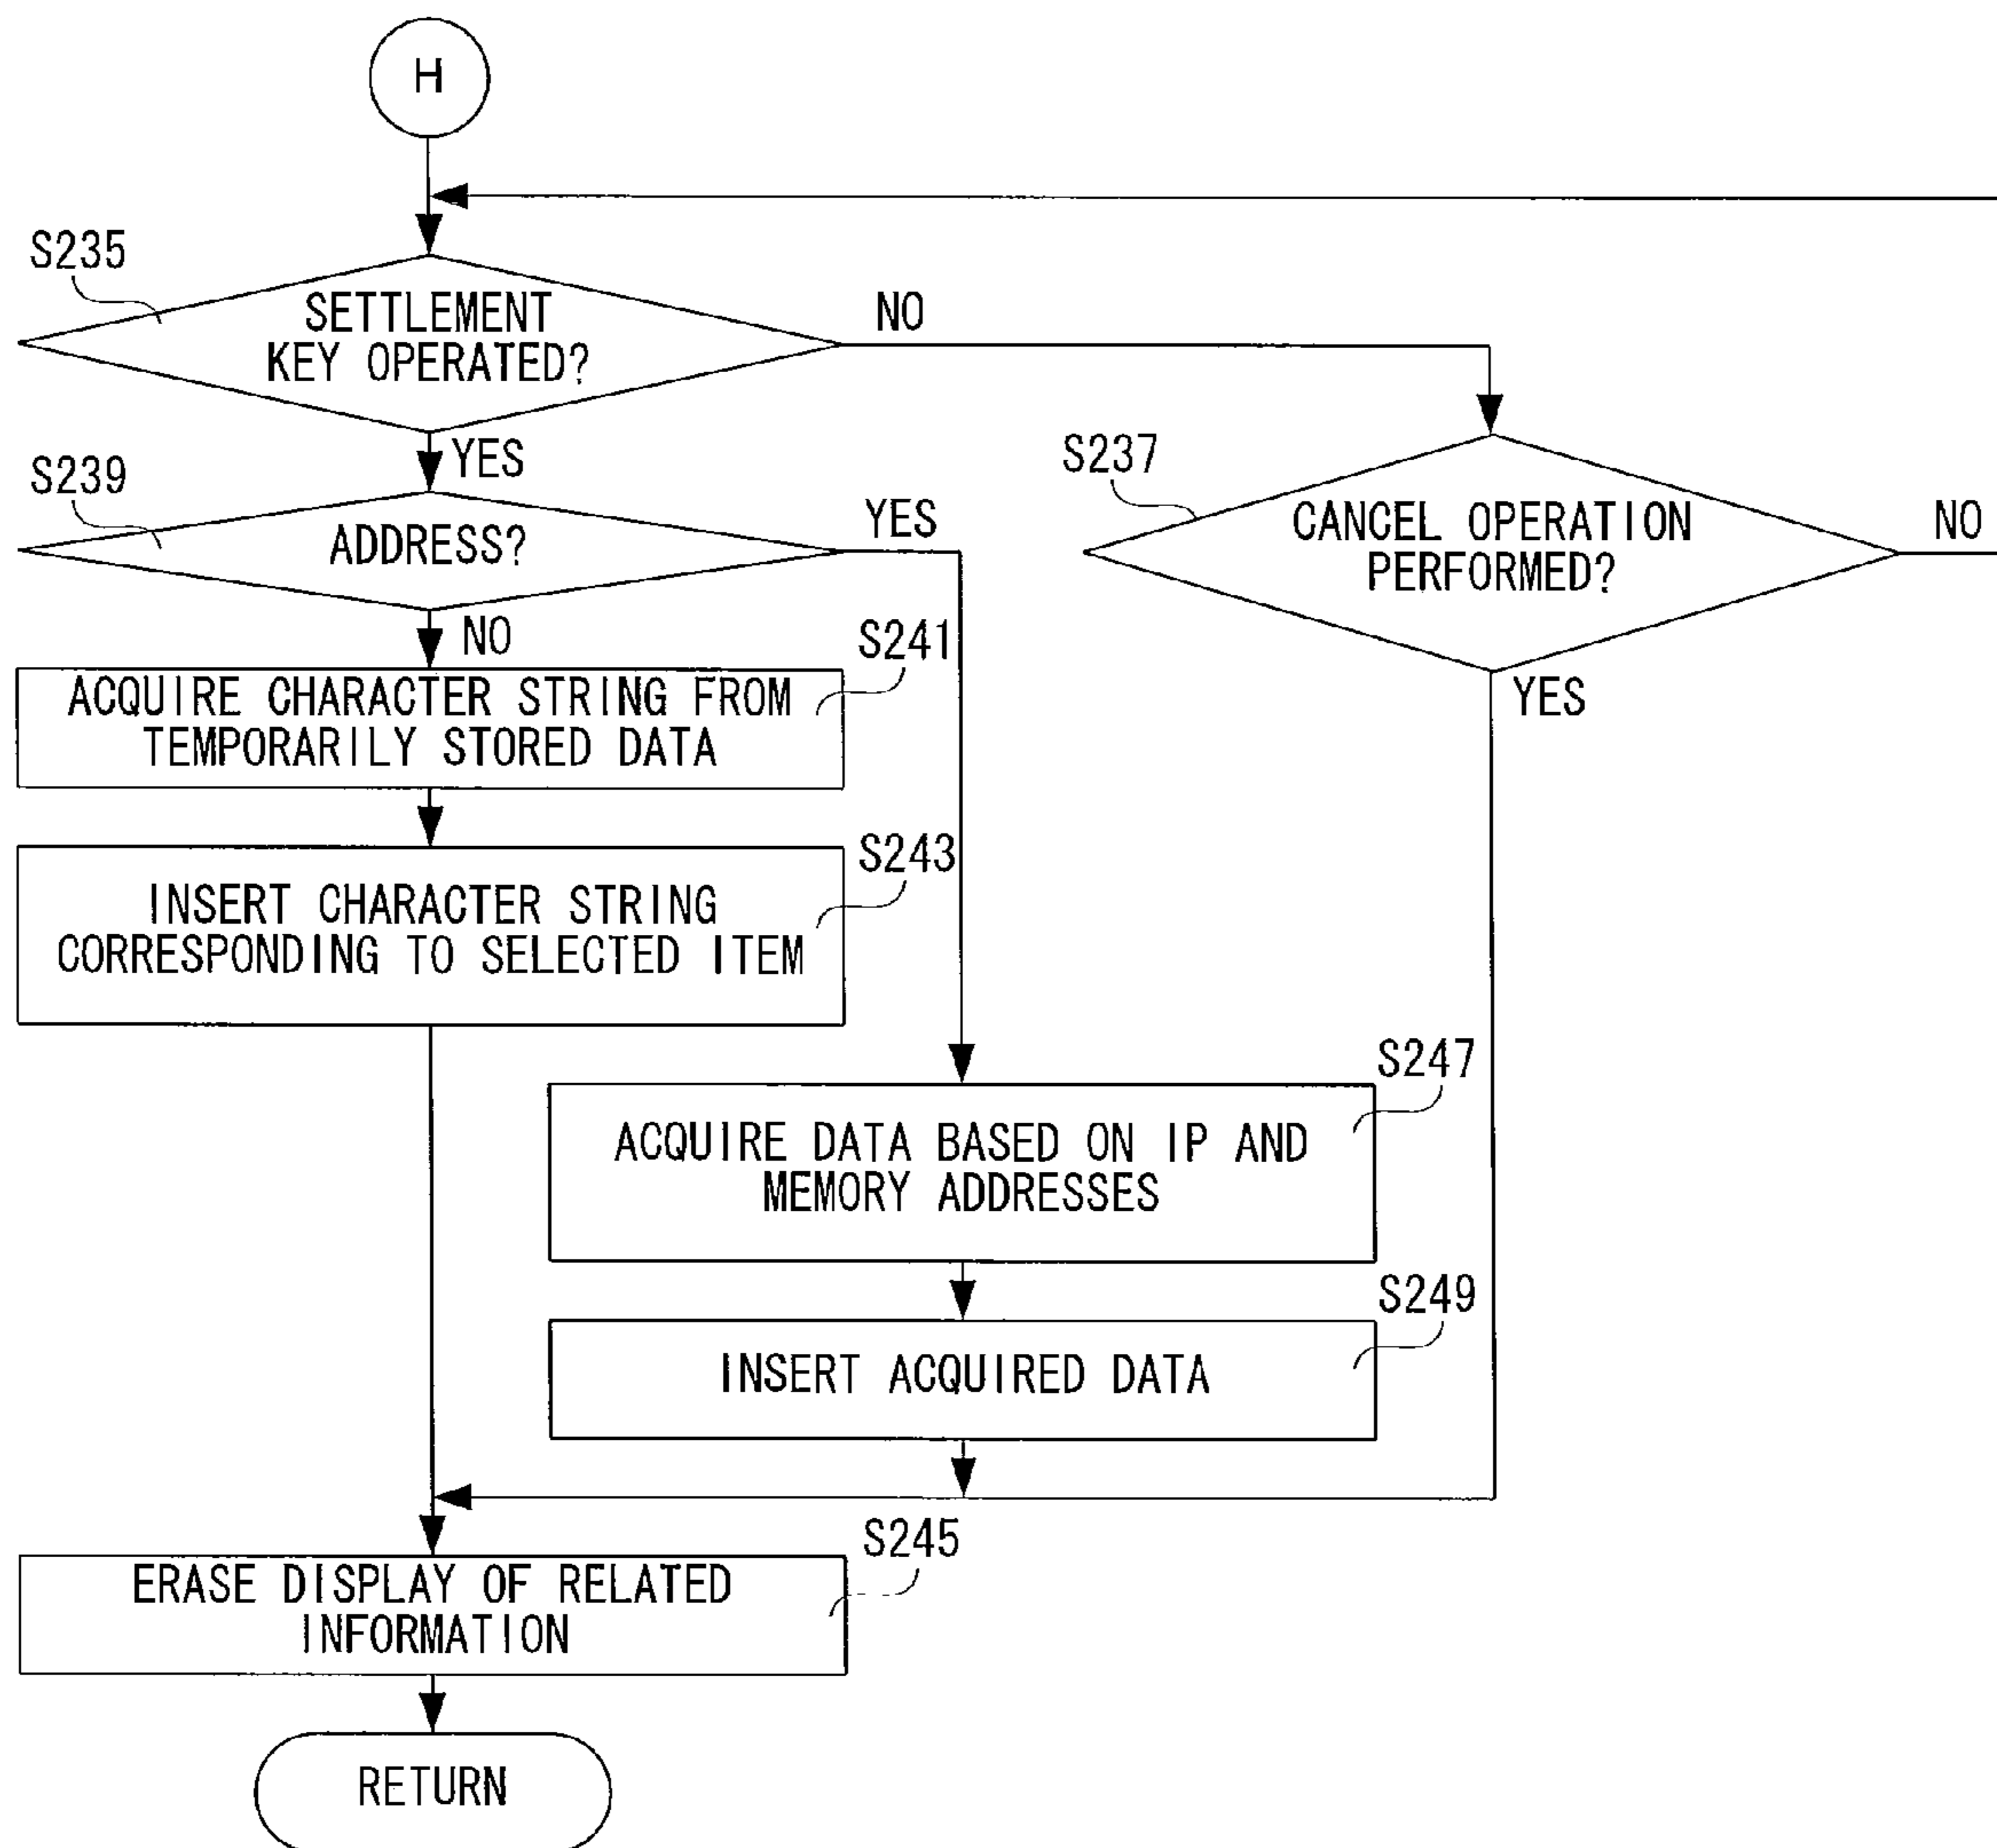 H
S235
SETTLEMENT
KEY OPERATED?
NO
YES
S239
ADDRESS?
YES
S237
CANCEL OPERATION
PERFORMED?
NO
YES
NO
S241
ACQUIRE CHARACTER STRING FROM
TEMPORARILY STORED DATA
S243
INSERT CHARACTER STRING
CORRESPONDING TO SELECTED ITEM
S247
ACQUIRE DATA BASED ON IP AND
MEMORY ADDRESSES
S249
INSERT ACQUIRED DATA
S245
ERASE DISPLAY OF RELATED
INFORMATION
RETURN